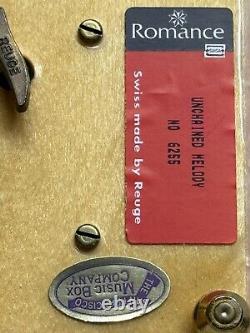 REUGE
Romance
Swiss made by Reuge
UNCHAINED MELODY
NO 6255
THE
SAN FRANCISCO
Music Box
COMPANY